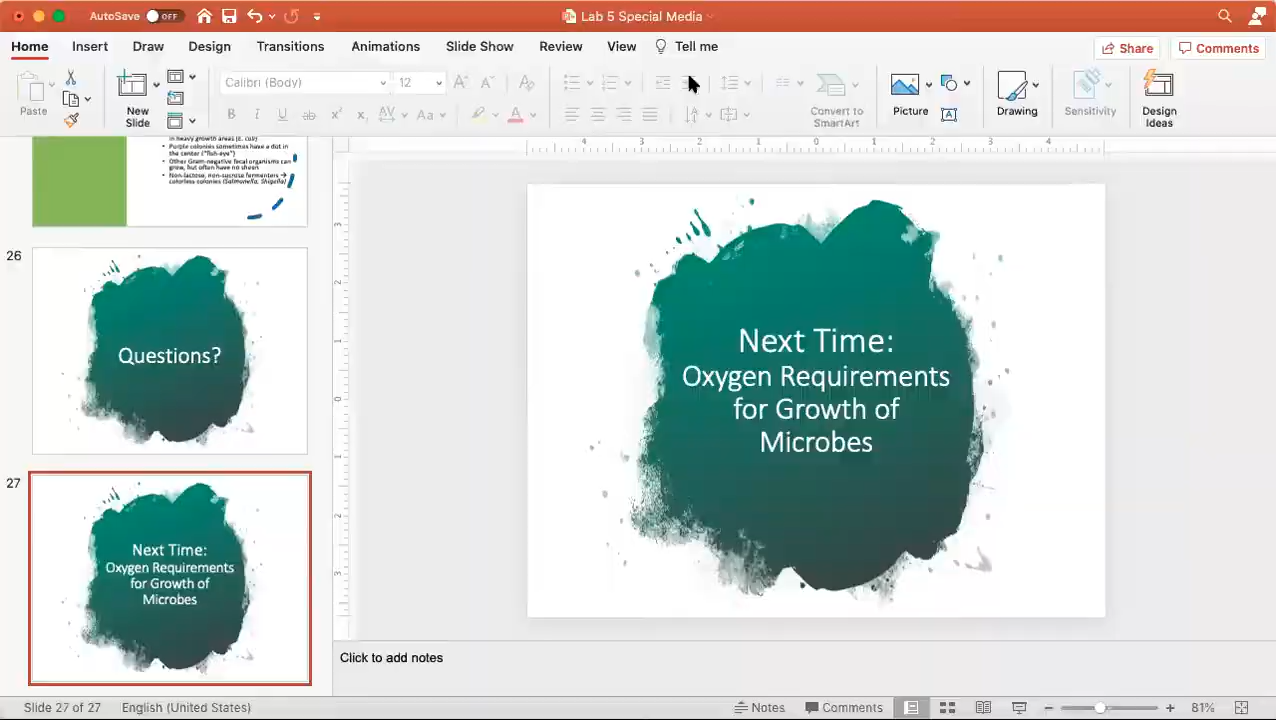 AutoSave OFF Lab 5 Special Media
Home Insert Draw Design Transitions Animations Slide Show Review View Tell me Share Comments
Paste New Slide Calibri (Body) 12 Convert to SmartArt Picture Drawing Sensitivity Design Ideas
in heavy growth areas (E. coli)
• Purple colonies sometimes have a dot in
the center ("fish-eye")
• Other Gram-negative fecal organisms can
grow, but often have no sheen
• Non-lactose, non-sucrose fermenters →
colorless colonies (Salmonella, Shigella)
26
Questions?
27
Next Time:
Oxygen Requirements
for Growth of
Microbes
Next Time:
Oxygen Requirements
for Growth of
Microbes
Click to add notes
Slide 27 of 27 English (United States) Notes Comments 81%